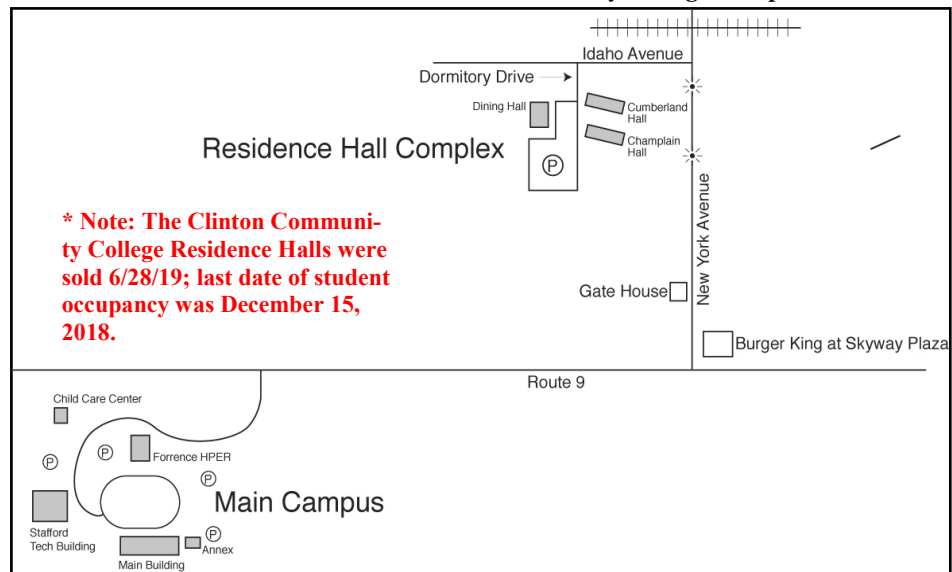 Idaho Avenue
Dormitory Drive
Dining Hall
Cumberland
Hall
Champlain
Hall
Residence Hall Complex
P
New York Avenue
* Note: The Clinton Communi-
ty College Residence Halls were
sold 6/28/19; last date of student
occupancy was December 15,
2018.
Gate House
Burger King at Skyway Plaza
Route 9
Child Care Center
P
P
Forrence HPER
P
Main Campus
Stafford
Tech Building
P
Annex
Main Building